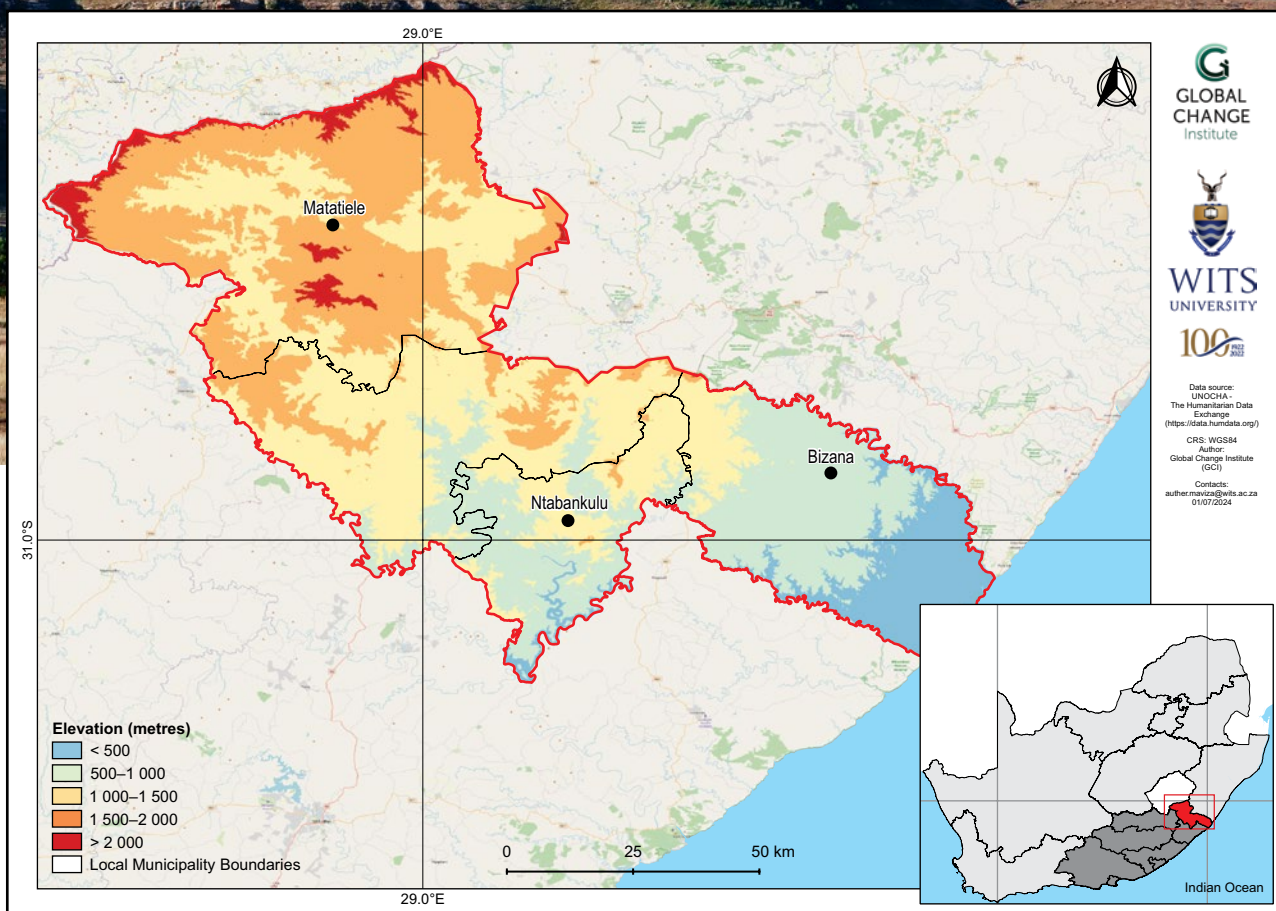 29.0°E
GLOBAL
CHANGE
Institute
Matatiele
WITS
UNIVERSITY
100
1922
2022
Data source:
UNOCHA -
The Humanitarian Data
Exchange
(https://data.humdata.org/)
CRS: WGS84
Author:
Global Change Institute
(GCI)
Contacts:
auther.maviza@wits.ac.za
01/07/2024
Bizana
Ntabankulu
31.0°S
Elevation (metres)
< 500
500–1 000
1 000–1 500
1 500–2 000
> 2 000
Local Municipality Boundaries
0 25 50 km
29.0°E
Indian Ocean